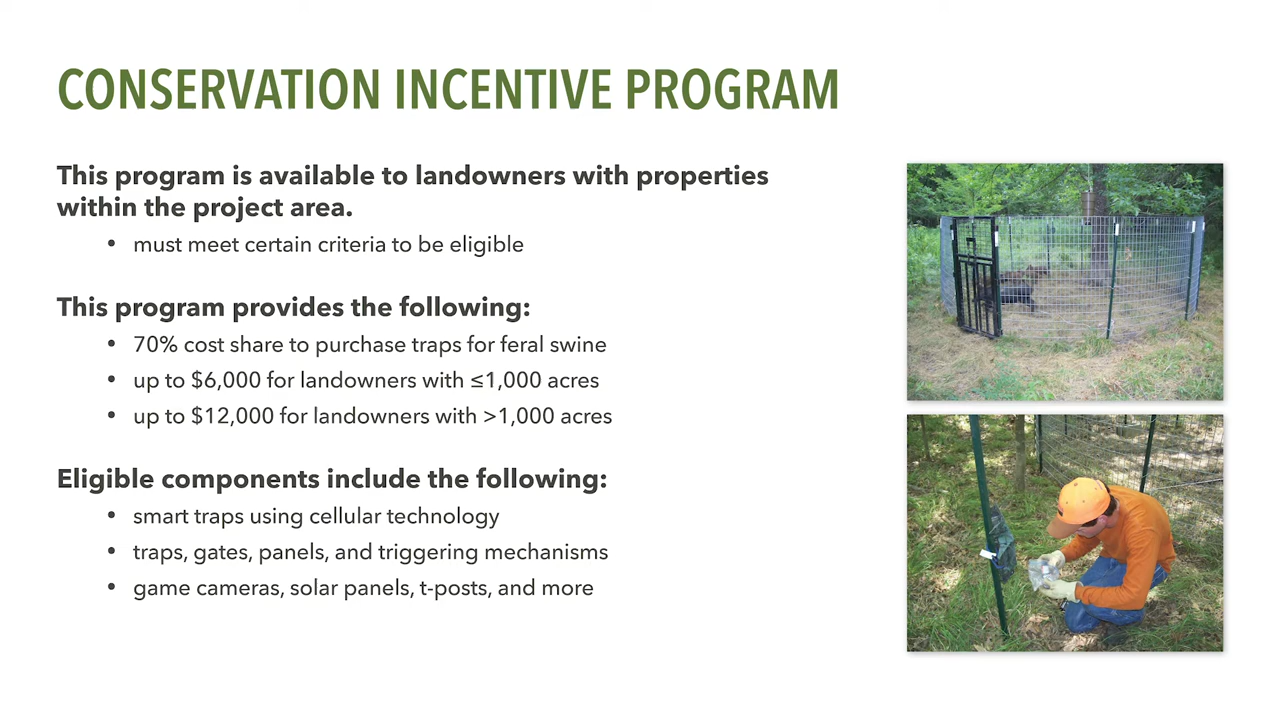 CONSERVATION INCENTIVE PROGRAM
This program is available to landowners with properties
within the project area.
• must meet certain criteria to be eligible
This program provides the following:
• 70% cost share to purchase traps for feral swine
• up to $6,000 for landowners with ≤1,000 acres
• up to $12,000 for landowners with >1,000 acres
Eligible components include the following:
• smart traps using cellular technology
• traps, gates, panels, and triggering mechanisms
• game cameras, solar panels, t-posts, and more